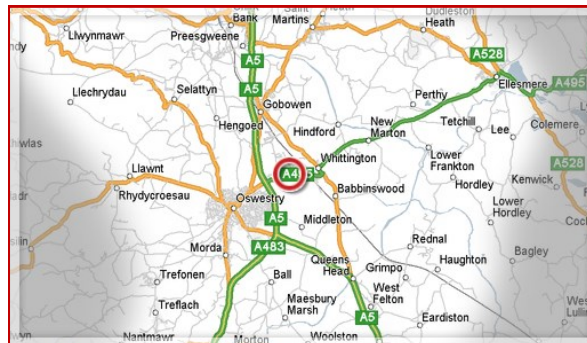 Bank
Saint
Martins
Dudleston
Heath
Llwynmawr
Preesgweene
A5
A528
Ellesmere
A495
Selattyn
A5
Llechrydau
Gobowen
Perthy
Colemere
Hengoed
Hindford
New
Marton
Tetchill
Lee
A528
Llawnt
Whittington
Lower
Frankton
Kenwick
Rhydycroesau
Babbinswood
Hordley
Oswestry
Lower
Hordley
A5
Middleton
A483
Morda
Queens
Head
Rednal
Haughton
Bagley
Trefonen
Ball
Grimpo
West
Felton
Treflach
Maesbury
Marsh
Eardiston
A5
Nantmawr
Morton
Woolston